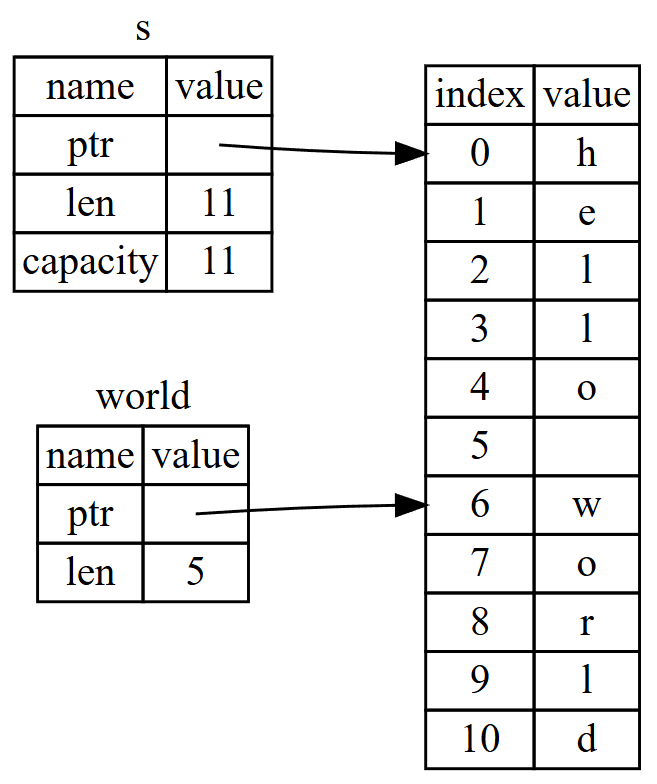 s
name value
ptr
len 11
capacity 11
world
name value
ptr
len 5
index value
0 h
1 e
2 l
3 l
4 o
5
6 w
7 o
8 r
9 l
10 d